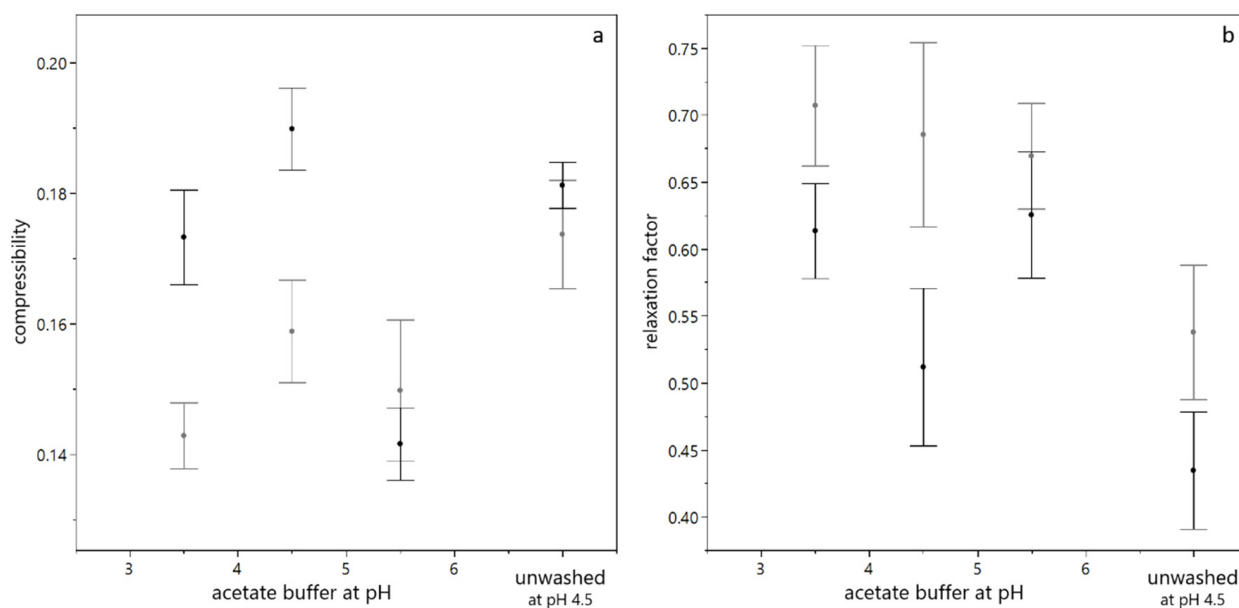 a
0.20
0.18
0.16
0.14
compressibility
3 4 5 6 unwashed
at pH 4.5
acetate buffer at pH
b
0.75
0.70
0.65
0.60
0.55
0.50
0.45
0.40
relaxation factor
3 4 5 6 unwashed
at pH 4.5
acetate buffer at pH